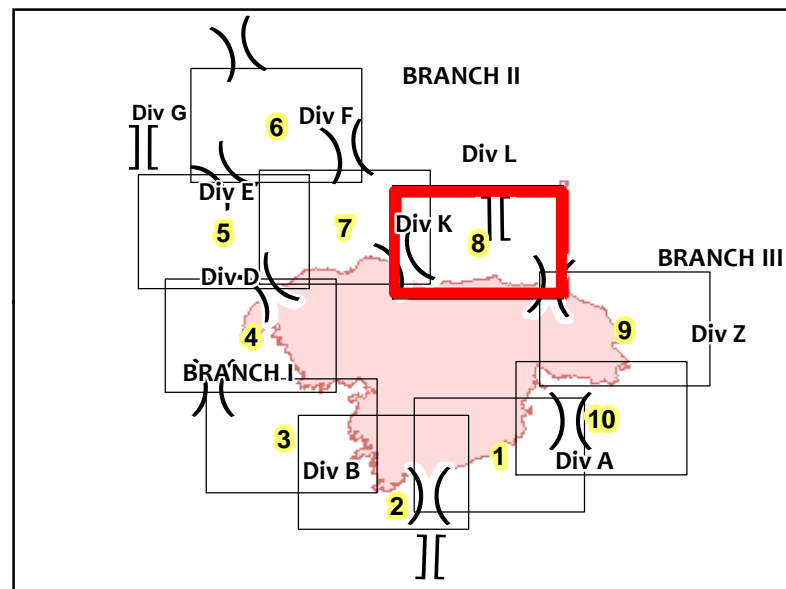 BRANCH II
Div G
Div F
6
Div L
Div E
5
7
Div K
8
BRANCH III
Div D
9
Div Z
4
BRANCH I
10
3
1
Div A
Div B
2